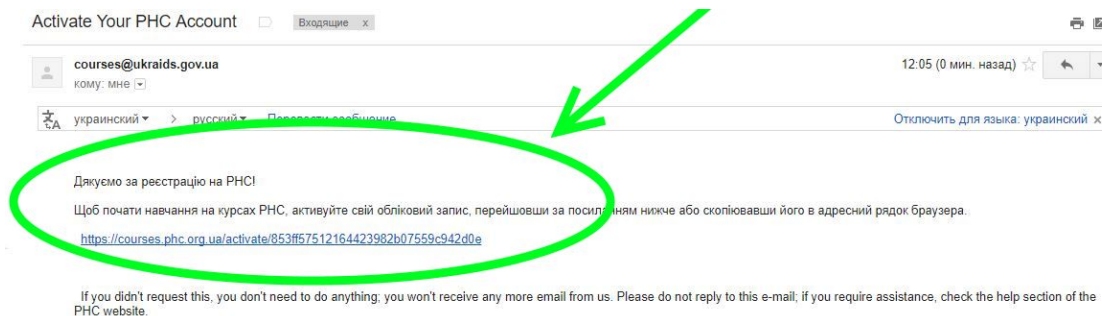 Activate Your PHC Account Входящие x
courses@ukraids.gov.ua 12:05 (0 мин. назад)
кому: мне
украинский > русский Перевести сообщение Отключить для языка: украинский x
Дякуємо за реєстрацію на PHC!
Щоб почати навчання на курсах PHC, активуйте свій обліковий запис, перейшовши за посиланням нижче або скопіювавши його в адресний рядок браузера.
https://courses.phc.org.ua/activate/853ff57512164423982b07559c942d0e
If you didn't request this, you don't need to do anything; you won't receive any more email from us. Please do not reply to this e-mail; if you require assistance, check the help section of the
PHC website.